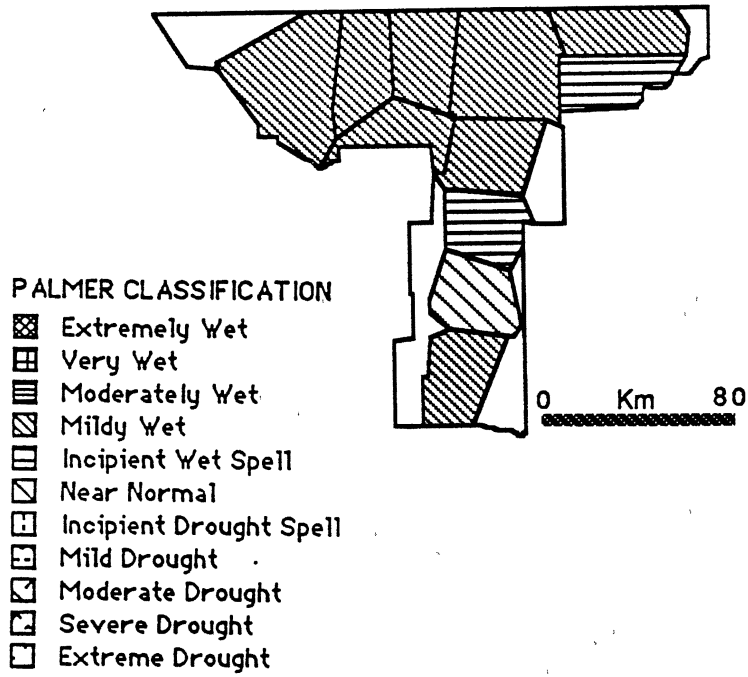 PALMER CLASSIFICATION
Extremely Wet
Very Wet
Moderately Wet
Mildy Wet
Incipient Wet Spell
Near Normal
Incipient Drought Spell
Mild Drought
Moderate Drought
Severe Drought
Extreme Drought
0 Km 80